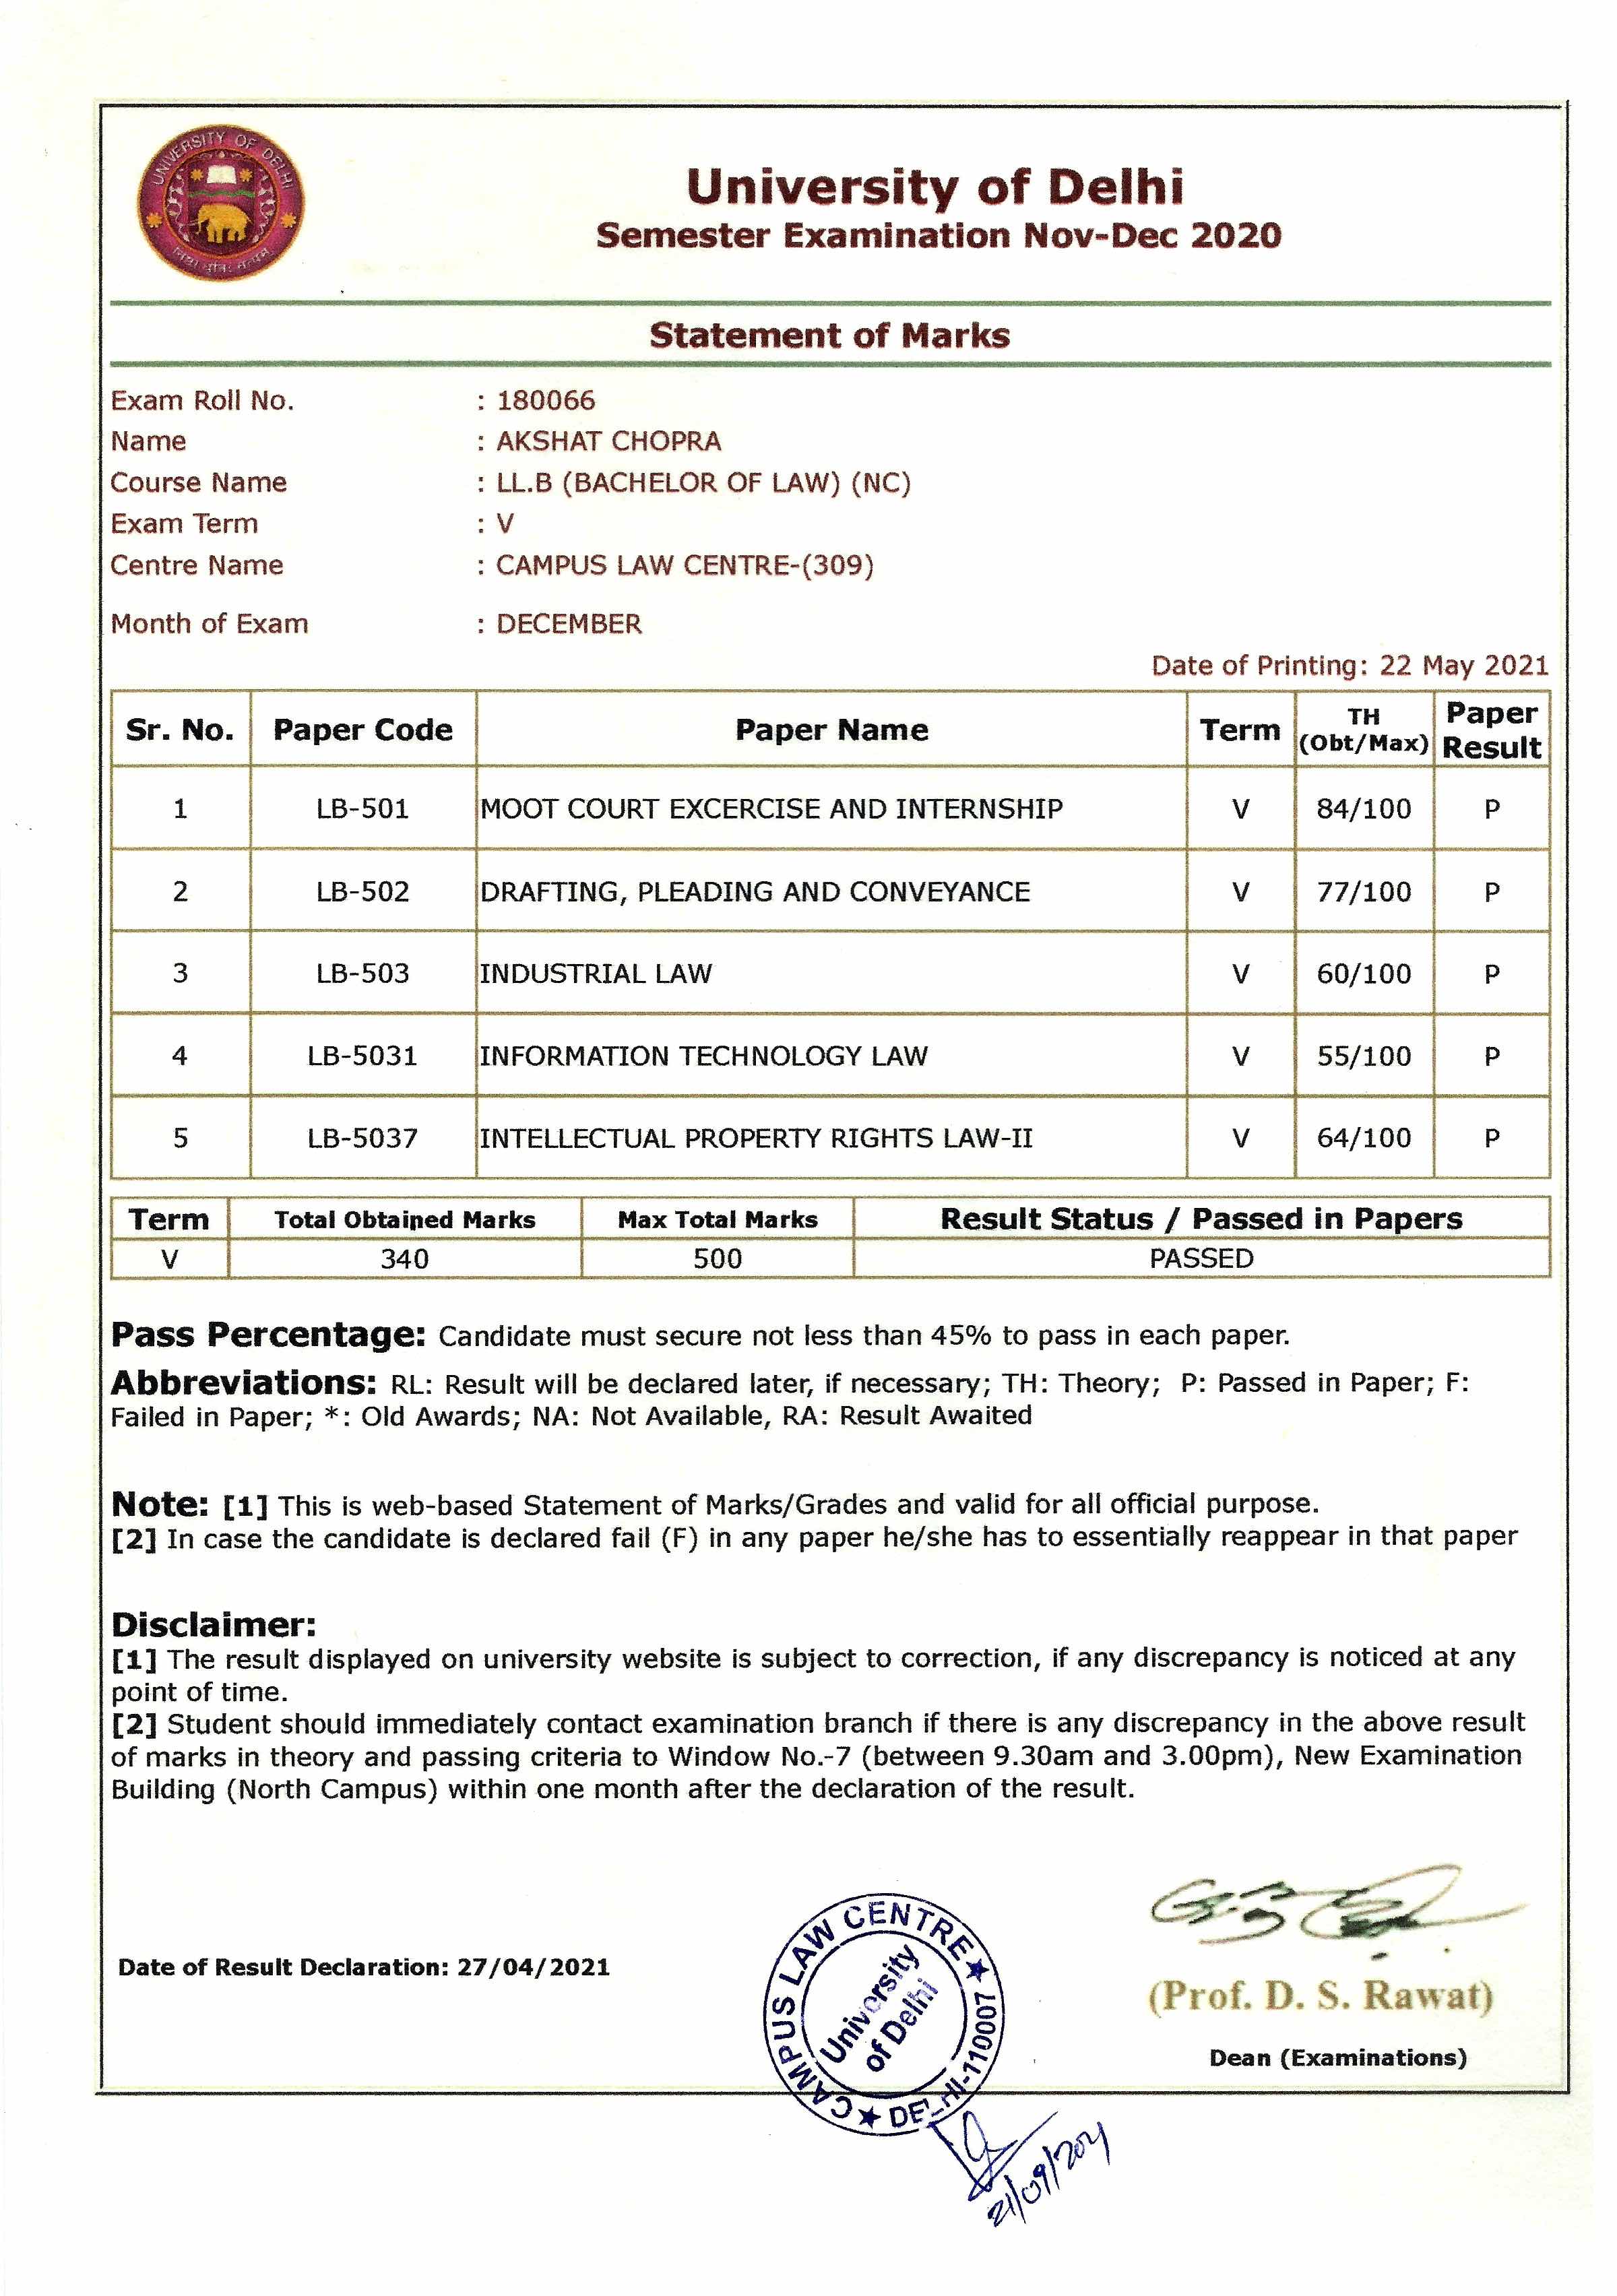 UNIVERSITY OF DELHI
University of Delhi
Semester Examination Nov-Dec 2020
Statement of Marks
Exam Roll No. : 180066
Name : AKSHAT CHOPRA
Course Name : LL.B (BACHELOR OF LAW) (NC)
Exam Term : V
Centre Name : CAMPUS LAW CENTRE-(309)
Month of Exam : DECEMBER
Date of Printing: 22 May 2021
Sr. No. Paper Code Paper Name Term TH (Obt/Max) Paper Result
1 LB-501 MOOT COURT EXCERCISE AND INTERNSHIP V 84/100 P
2 LB-502 DRAFTING, PLEADING AND CONVEYANCE V 77/100 P
3 LB-503 INDUSTRIAL LAW V 60/100 P
4 LB-5031 INFORMATION TECHNOLOGY LAW V 55/100 P
5 LB-5037 INTELLECTUAL PROPERTY RIGHTS LAW-II V 64/100 P
Term Total Obtained Marks Max Total Marks Result Status / Passed in Papers
V 340 500 PASSED
Pass Percentage: Candidate must secure not less than 45% to pass in each paper.
Abbreviations: RL: Result will be declared later, if necessary; TH: Theory; P: Passed in Paper; F:
Failed in Paper; *: Old Awards; NA: Not Available, RA: Result Awaited
Note: [1] This is web-based Statement of Marks/Grades and valid for all official purpose.
[2] In case the candidate is declared fail (F) in any paper he/she has to essentially reappear in that paper
Disclaimer:
[1] The result displayed on university website is subject to correction, if any discrepancy is noticed at any
point of time.
[2] Student should immediately contact examination branch if there is any discrepancy in the above result
of marks in theory and passing criteria to Window No.-7 (between 9.30am and 3.00pm), New Examination
Building (North Campus) within one month after the declaration of the result.
Date of Result Declaration: 27/04/2021
CAMPUS LAW CENTRE ★ DELHI-110007 ★
University
of Delhi
(Prof. D. S. Rawat)
Dean (Examinations)
21/09/2021